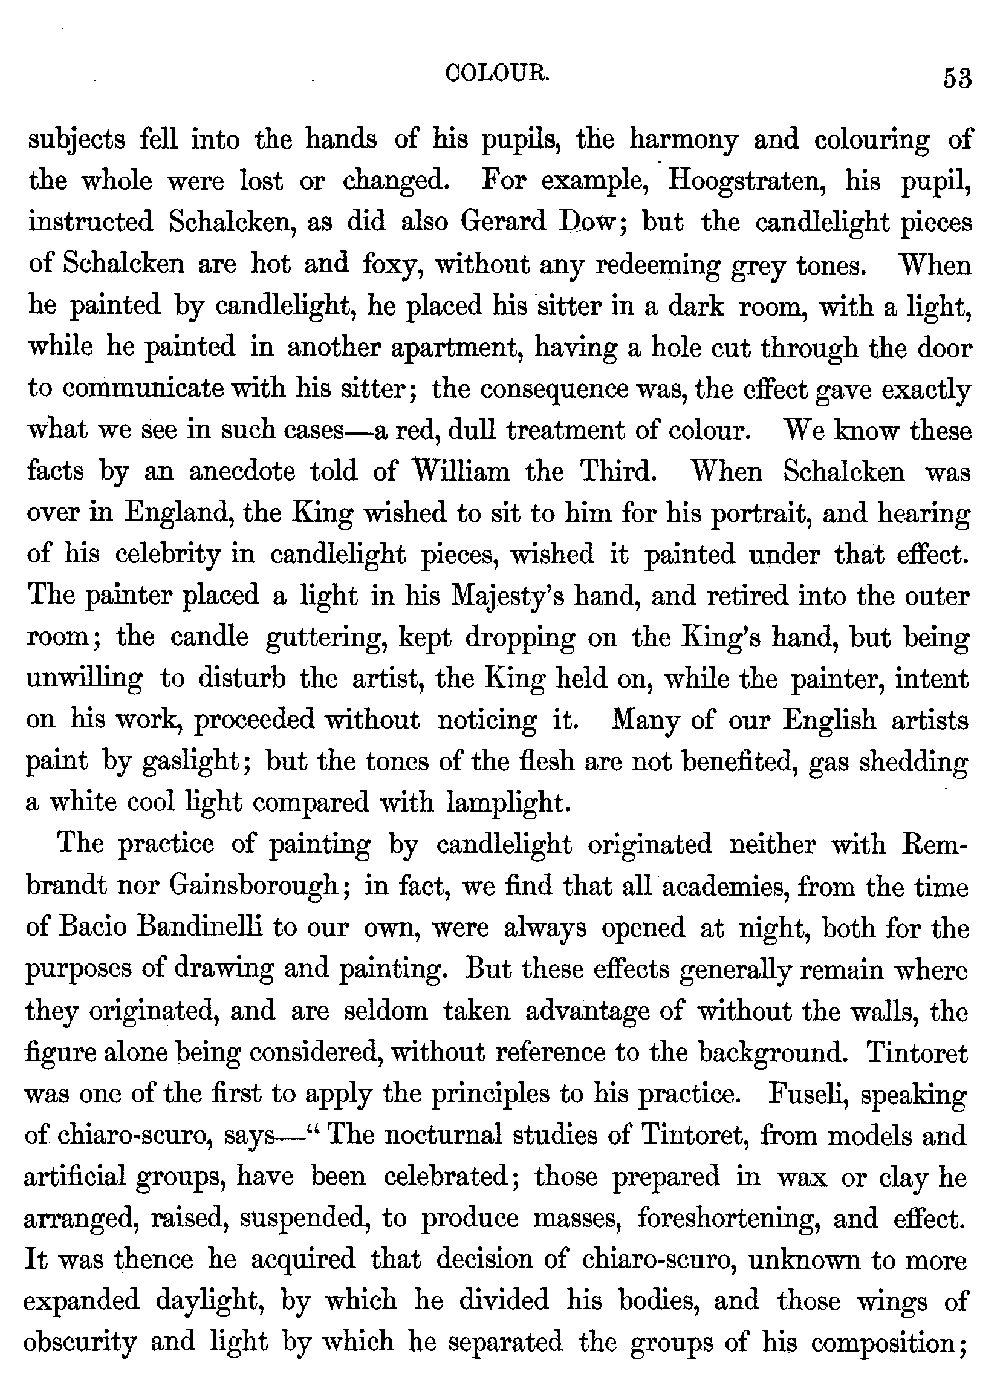 COLOUR.
53
subjects fell into the hands of his pupils, the harmony and colouring of
the whole were lost or changed. For example, Hoogstraten, his pupil,
instructed Schalcken, as did also Gerard Dow; but the candlelight pieces
of Schalcken are hot and foxy, without any redeeming grey tones. When
he painted by candlelight, he placed his sitter in a dark room, with a light,
while he painted in another apartment, having a hole cut through the door
to communicate with his sitter; the consequence was, the effect gave exactly
what we see in such cases—a red, dull treatment of colour. We know these
facts by an anecdote told of William the Third. When Schalcken was
over in England, the King wished to sit to him for his portrait, and hearing
of his celebrity in candlelight pieces, wished it painted under that effect.
The painter placed a light in his Majesty's hand, and retired into the outer
room; the candle guttering, kept dropping on the King's hand, but being
unwilling to disturb the artist, the King held on, while the painter, intent
on his work, proceeded without noticing it. Many of our English artists
paint by gaslight; but the tones of the flesh are not benefited, gas shedding
a white cool light compared with lamplight.
The practice of painting by candlelight originated neither with Rem-
brandt nor Gainsborough; in fact, we find that all academies, from the time
of Bacio Bandinelli to our own, were always opened at night, both for the
purposes of drawing and painting. But these effects generally remain where
they originated, and are seldom taken advantage of without the walls, the
figure alone being considered, without reference to the background. Tintoret
was one of the first to apply the principles to his practice. Fuseli, speaking
of chiaro-scuro, says—“ The nocturnal studies of Tintoret, from models and
artificial groups, have been celebrated; those prepared in wax or clay he
arranged, raised, suspended, to produce masses, foreshortening, and effect.
It was thence he acquired that decision of chiaro-scuro, unknown to more
expanded daylight, by which he divided his bodies, and those wings of
obscurity and light by which he separated the groups of his composition;